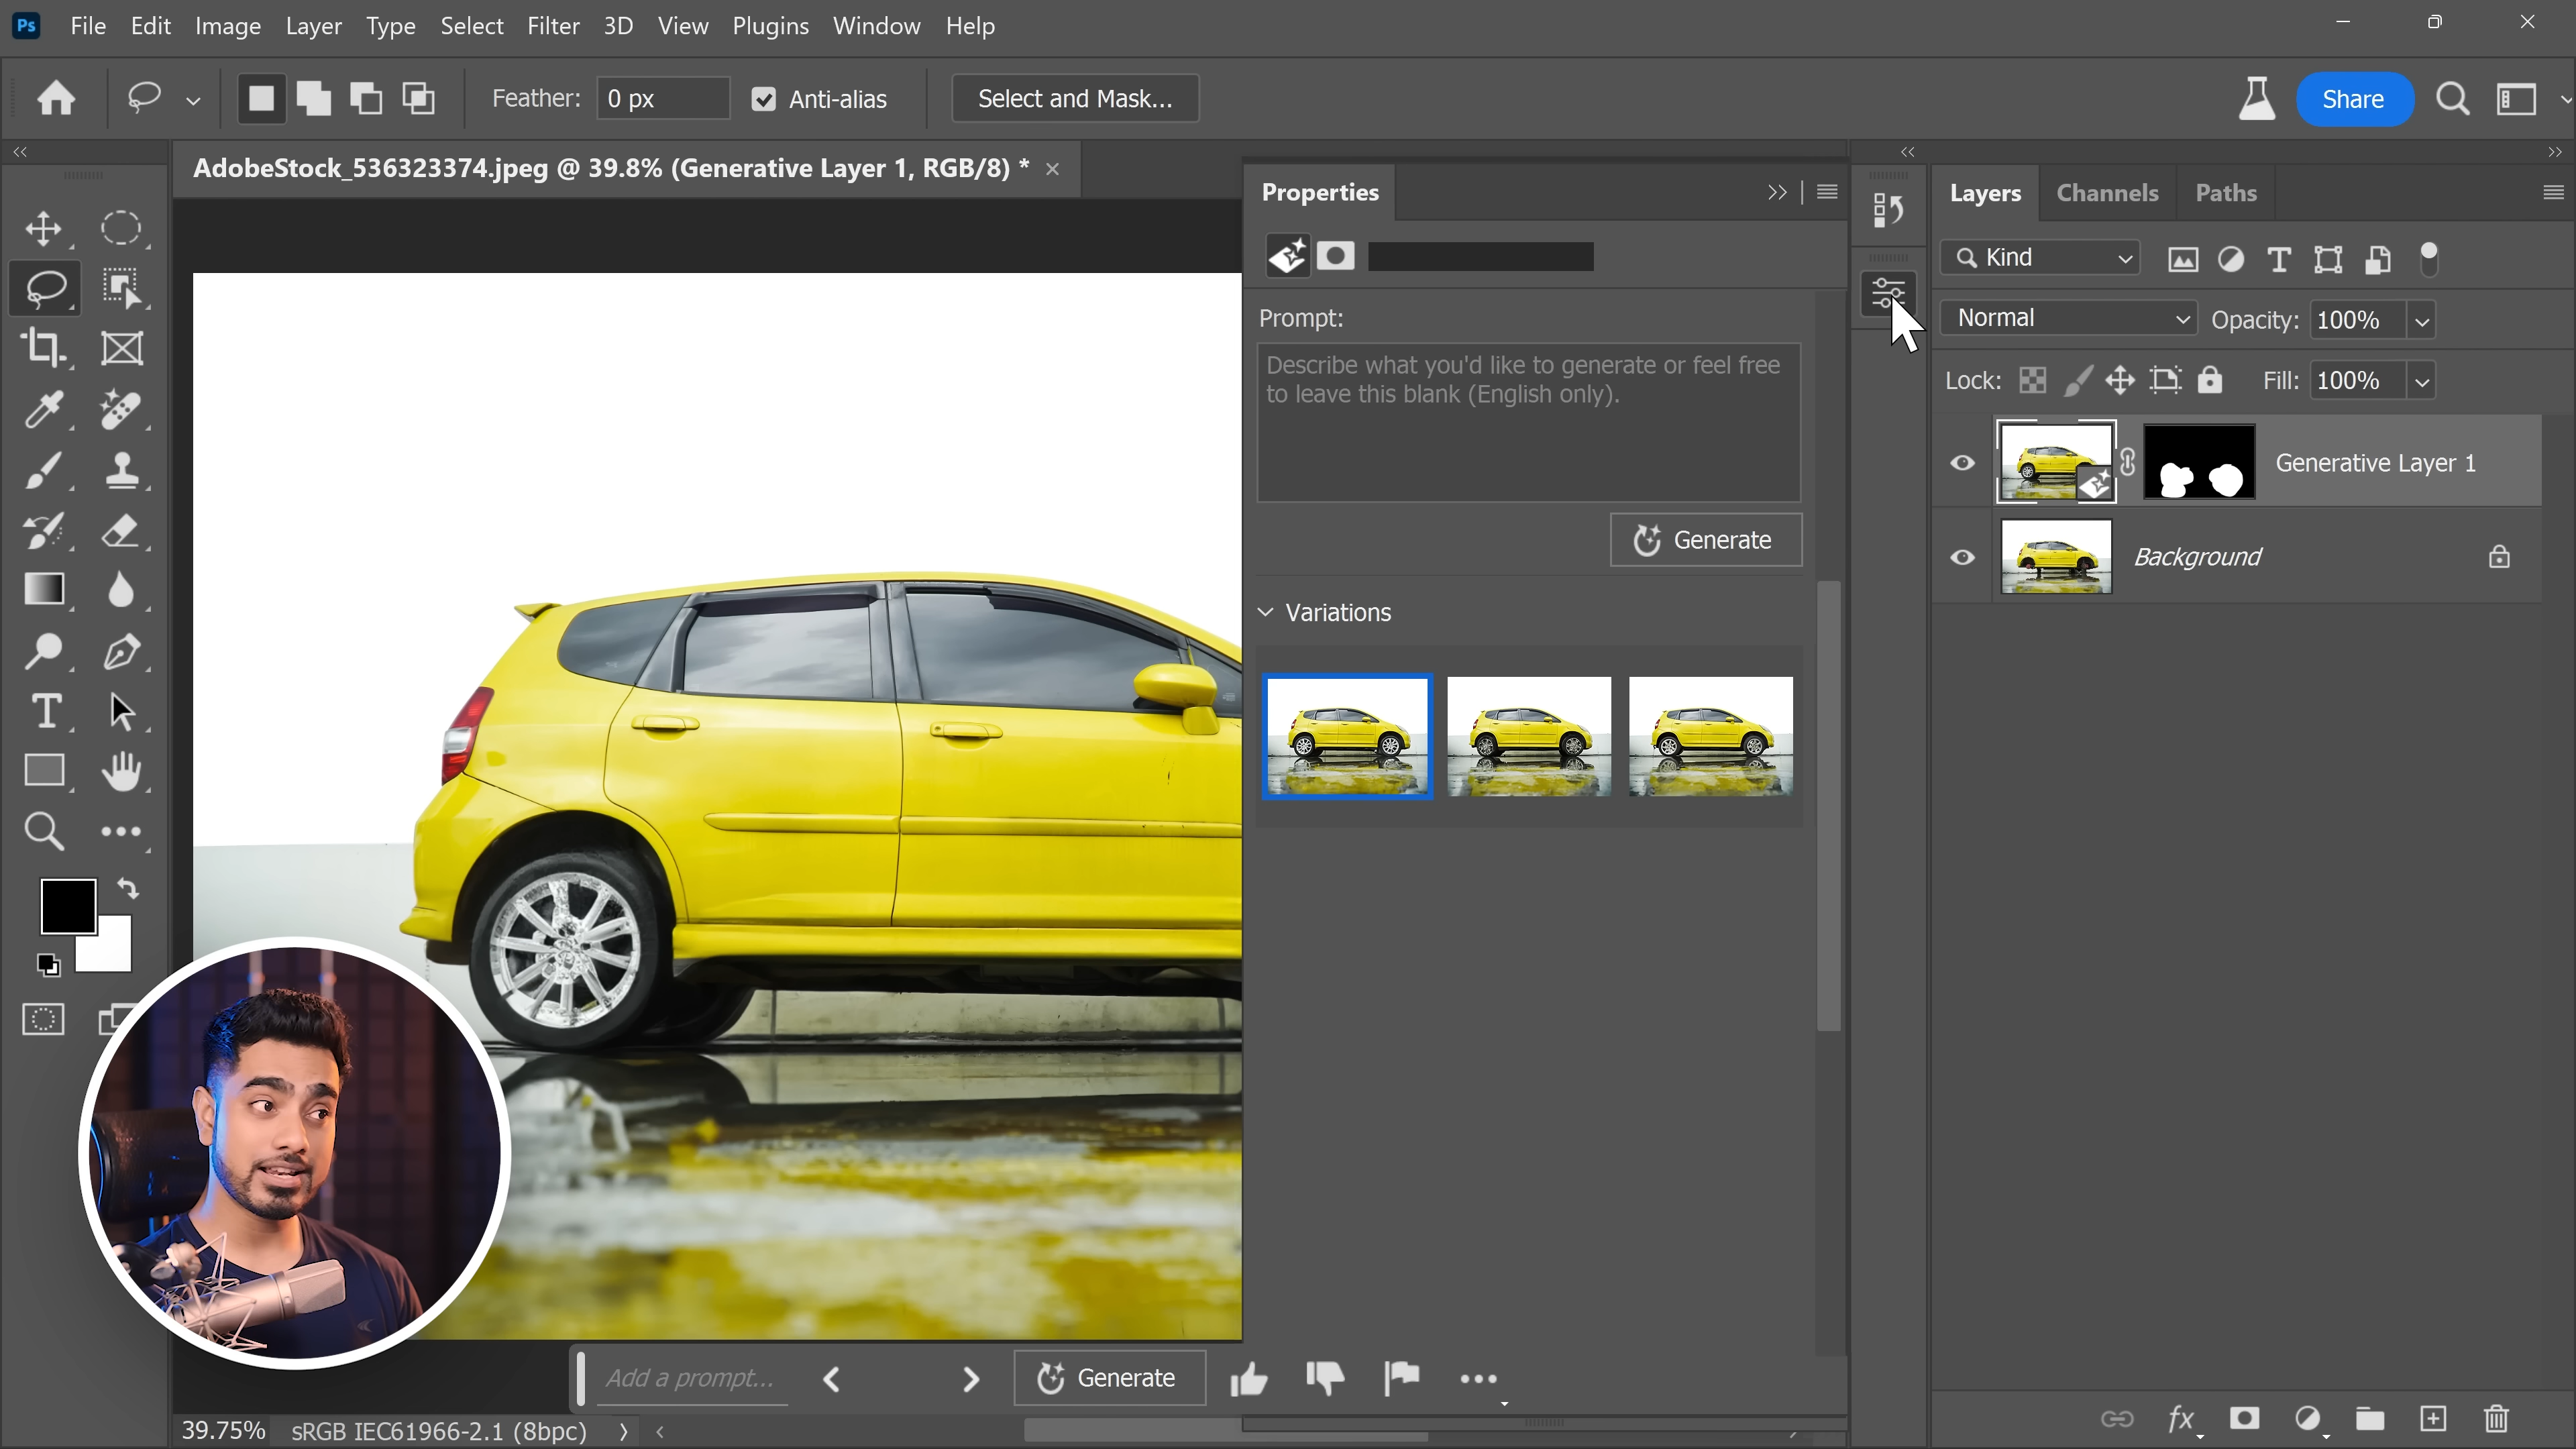 Ps File Edit Image Layer Type Select Filter 3D View Plugins Window Help
Feather: 0 px Anti-alias Select and Mask... Share
AdobeStock_536323374.jpeg @ 39.8% (Generative Layer 1, RGB/8) *
Properties
Prompt:
Describe what you'd like to generate or feel free
to leave this blank (English only).
Generate
Variations
Layers Channels Paths
Kind
Normal Opacity: 100%
Lock: Fill: 100%
Generative Layer 1
Background
Add a prompt... Generate
39.75% sRGB IEC61966-2.1 (8bpc)
fx